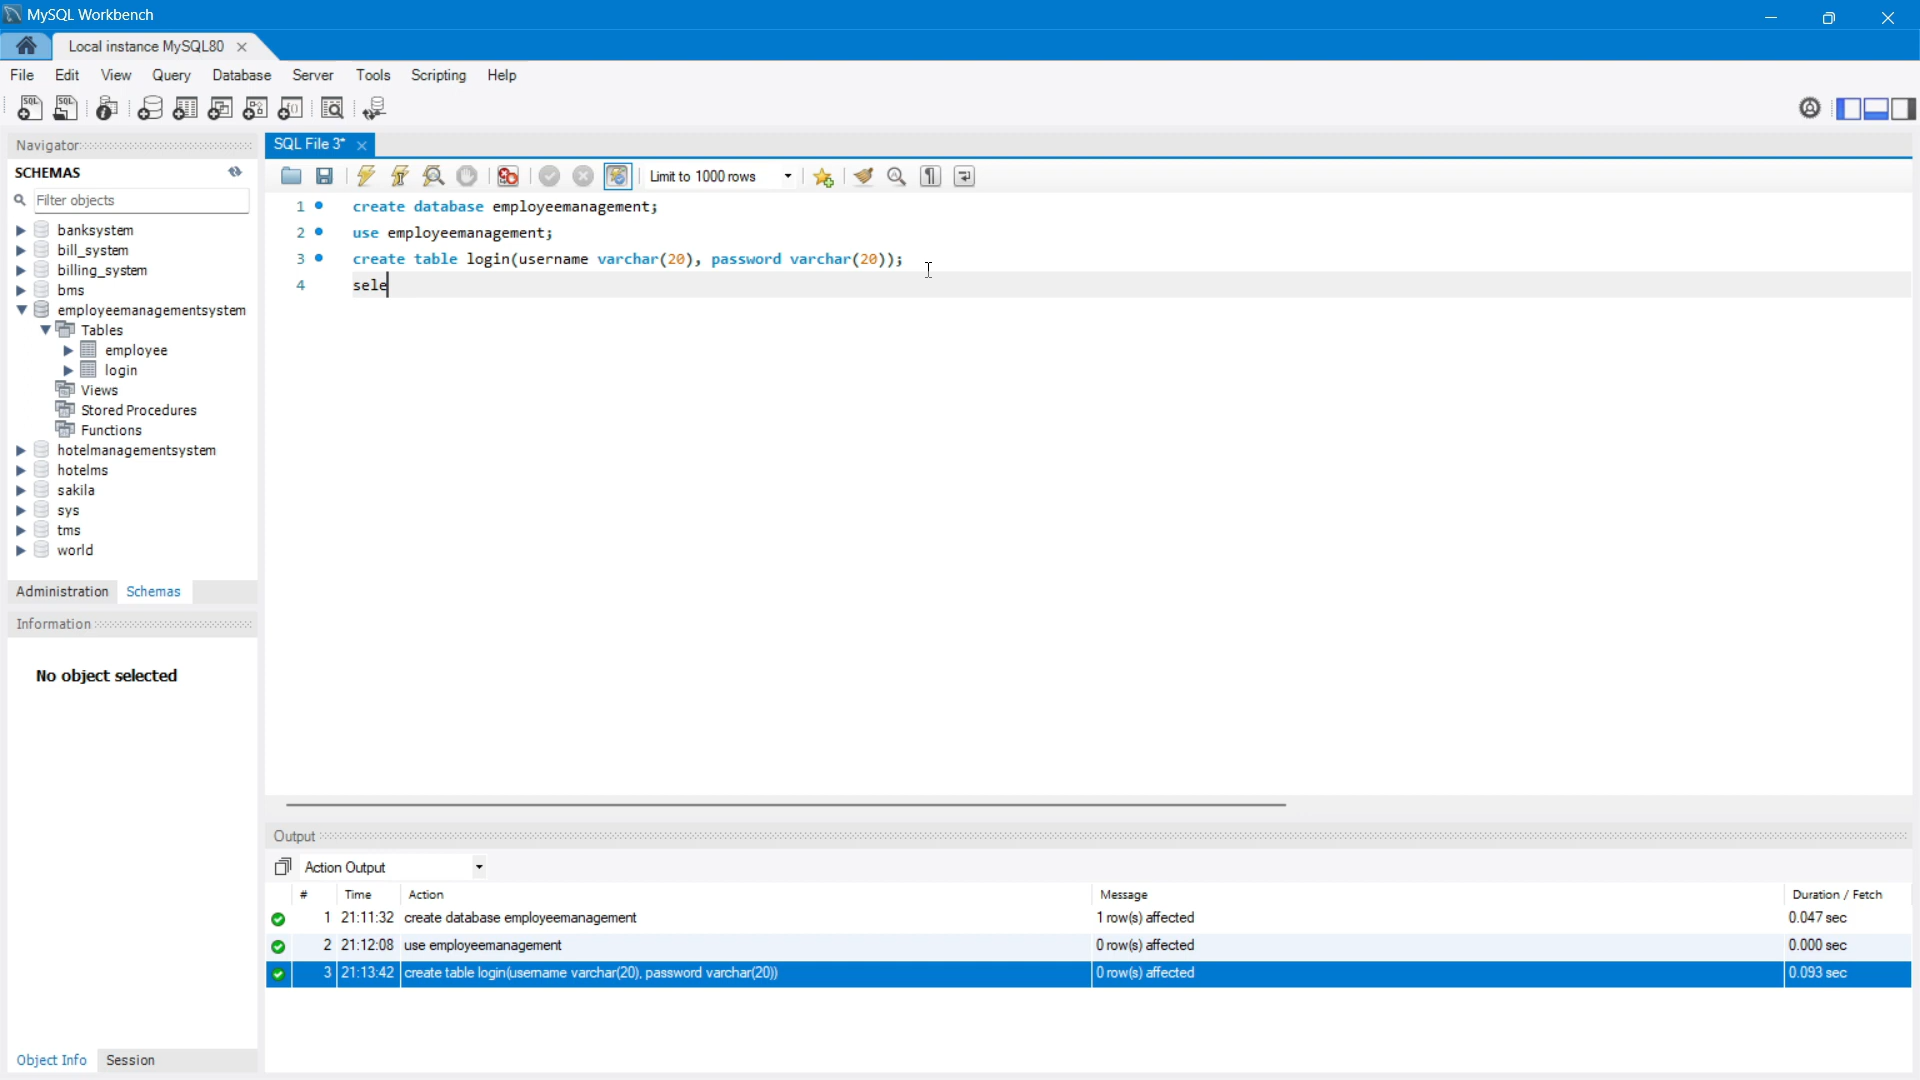 MySQL Workbench
Local instance MySQL80
File Edit View Query Database Server Tools Scripting Help
Navigator
SCHEMAS
Filter objects
banksystem
bill_system
billing_system
bms
employeemanagementsystem
Tables
employee
login
Views
Stored Procedures
Functions
hotelmanagementsystem
hotelms
sakila
sys
tms
world
Administration Schemas
Information
No object selected
Object Info Session
SQL File 3*
Limit to 1000 rows
1 create database employeemanagement;
2 use employeemanagement;
3 create table login(username varchar(20), password varchar(20));
4 sele
Output
Action Output
# Time Action Message Duration / Fetch
1 21:11:32 create database employeemanagement 1 row(s) affected 0.047 sec
2 21:12:08 use employeemanagement 0 row(s) affected 0.000 sec
3 21:13:42 create table login(username varchar(20), password varchar(20)) 0 row(s) affected 0.093 sec